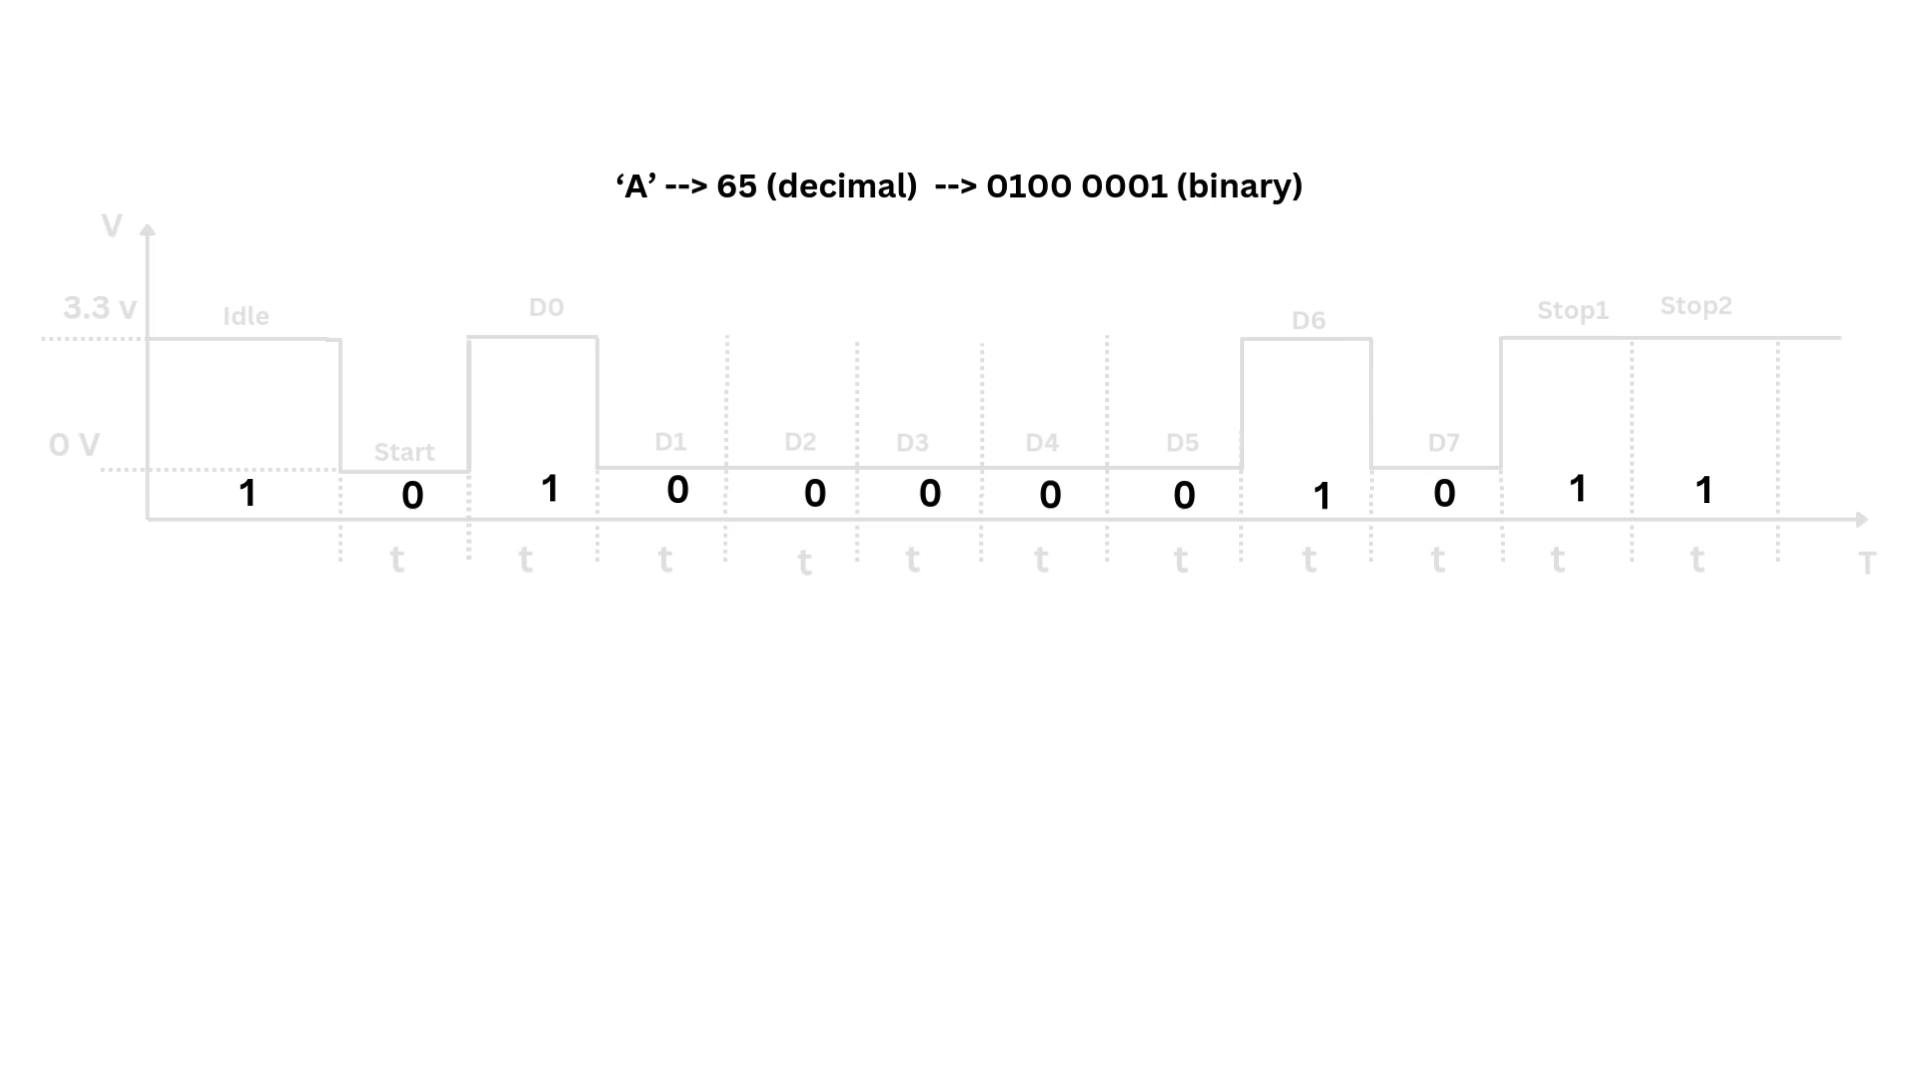 ‘A’ --> 65 (decimal) --> 0100 0001 (binary)
V
3.3 v
Idle
D0
D6
Stop1
Stop2
0 V
Start
D1
D2
D3
D4
D5
D7
1 0 1 0 0 0 0 0 1 0 1 1
t t t t t t t t t t t T